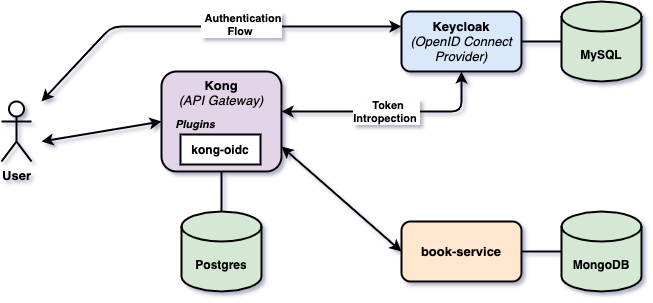 Authentication
Flow
Keycloak
(OpenID Connect
Provider)
MySQL
Kong
(API Gateway)
Plugins
kong-oidc
Token
Intropection
User
Postgres
book-service
MongoDB